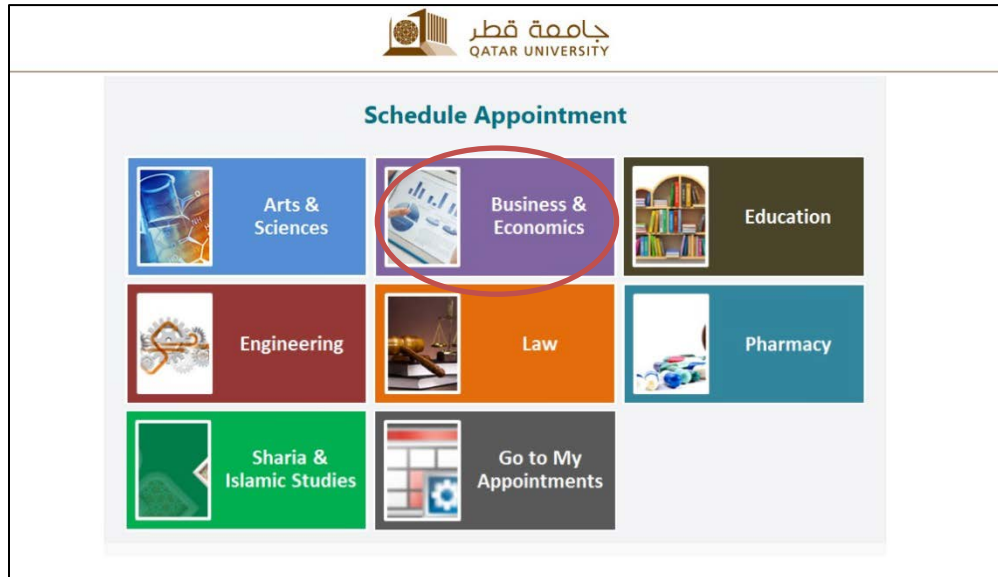 جامعة قطر
QATAR UNIVERSITY
Schedule Appointment
Arts &
Sciences
Business &
Economics
Education
Engineering
Law
Pharmacy
Sharia &
Islamic Studies
Go to My
Appointments